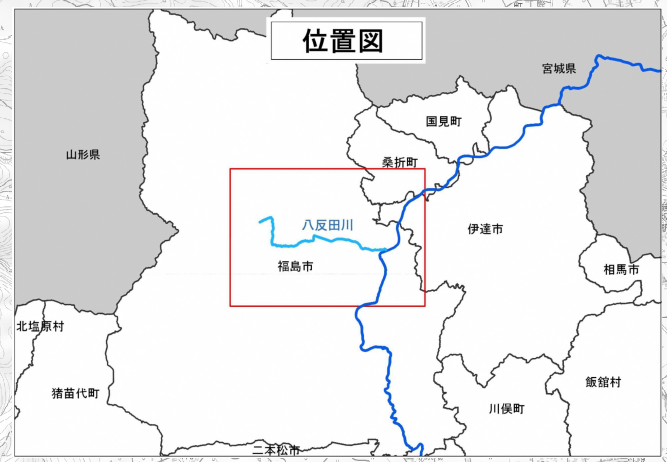 位置図
宮城県
国見町
山形県
桑折町
八反田川
伊達市
福島市
相馬市
北塩原村
飯舘村
猪苗代町
川俣町
二本松市